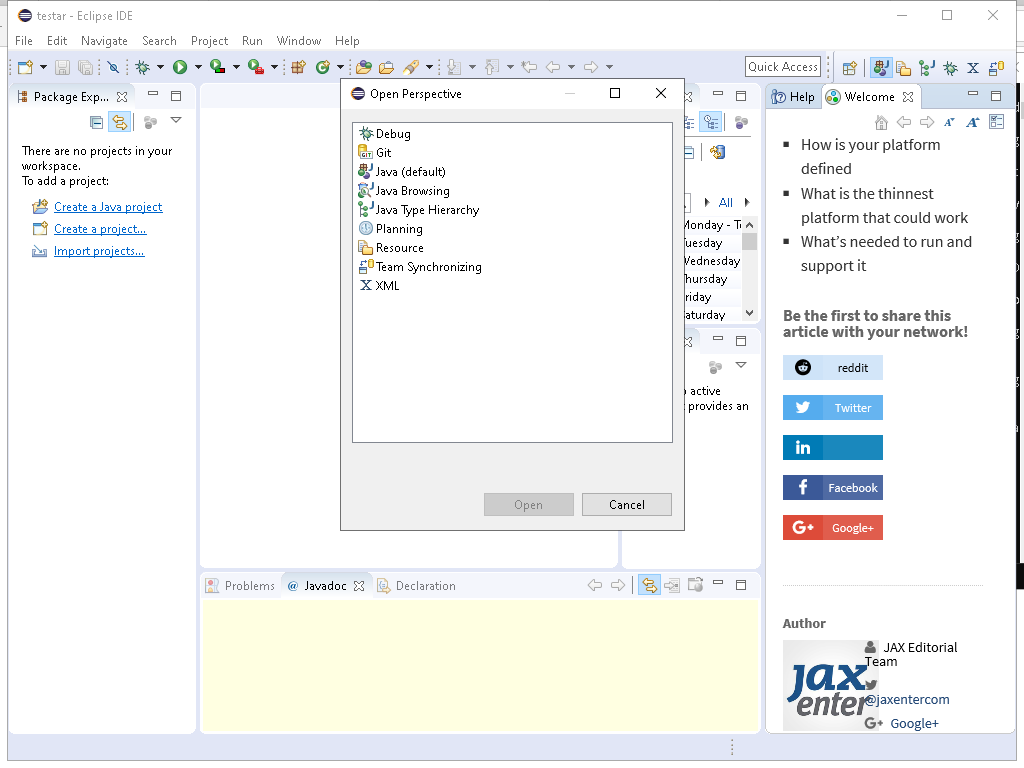 testar - Eclipse IDE
File Edit Navigate Search Project Run Window Help
Quick Access
Package Exp...
There are no projects in your
workspace.
To add a project:
Create a Java project
Create a project...
Import projects...
Open Perspective
Debug
GIT
Git
Java (default)
Java Browsing
Java Type Hierarchy
Planning
Resource
Team Synchronizing
X XML
Open Cancel
All
Monday - T
Tuesday
Wednesday
Thursday
Friday
Saturday
active
provides an
Problems @ Javadoc Declaration
Help Welcome
How is your platform
defined
What is the thinnest
platform that could work
What's needed to run and
support it
Be the first to share this
article with your network!
reddit
Twitter
in
f Facebook
G+ Google+
Author
jax
enter
JAX Editorial
Team
@jaxentercom
G+ Google+